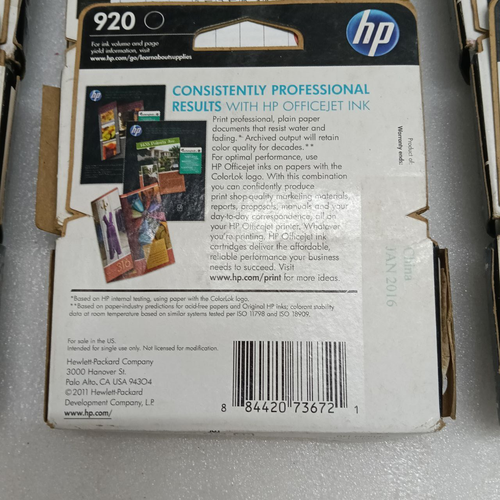 920
For ink volume and page
yield information, visit
www.hp.com/go/learnaboutsupplies
hp
CONSISTENTLY PROFESSIONAL
RESULTS WITH HP OFFICEJET INK
Print professional, plain paper
documents that resist water and
fading.* Archived output will retain
color quality for decades.**
For optimal performance, use
HP Officejet inks on papers with the
ColorLok logo. With this combination
you can confidently produce
print shop-quality marketing materials,
reports, proposals, manuals and your
day-to-day correspondence, all on
your HP Officejet printer. Whatever
you're printing, HP Officejet ink
cartridges deliver the affordable,
reliable performance your business
needs to succeed. Visit
www.hp.com/print for more ideas.
Product of:
Warranty ends:
JAN 2016
*Based on HP internal testing, using paper with the ColorLok logo.
**Based on paper-industry predictions for acid-free papers and Original HP inks; colorant stability
data at room temperature based on similar systems tested per ISO 11798 and ISO 18909.
For sale in the US.
Intended for single use only. Not licensed for modification.
Hewlett-Packard Company
3000 Hanover St.
Palo Alto, CA USA 94304
© 2011 Hewlett-Packard
Development Company, L.P.
www.hp.com/
8 84420 73672 1